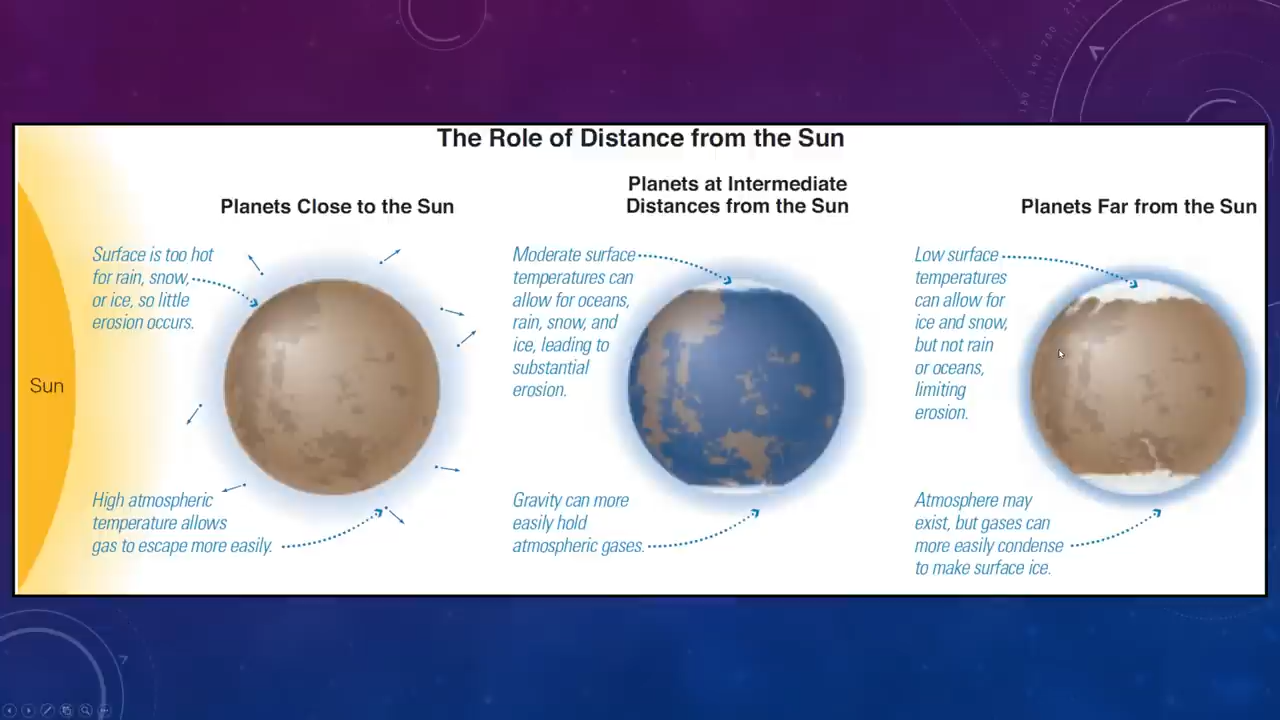 The Role of Distance from the Sun
Planets Close to the Sun
Surface is too hot
for rain, snow,
or ice, so little
erosion occurs.
Sun
High atmospheric
temperature allows
gas to escape more easily.
Planets at Intermediate
Distances from the Sun
Moderate surface
temperatures can
allow for oceans,
rain, snow, and
ice, leading to
substantial
erosion.
Gravity can more
easily hold
atmospheric gases.
Planets Far from the Sun
Low surface
temperatures
can allow for
ice and snow,
but not rain
or oceans,
limiting
erosion.
Atmosphere may
exist, but gases can
more easily condense
to make surface ice.